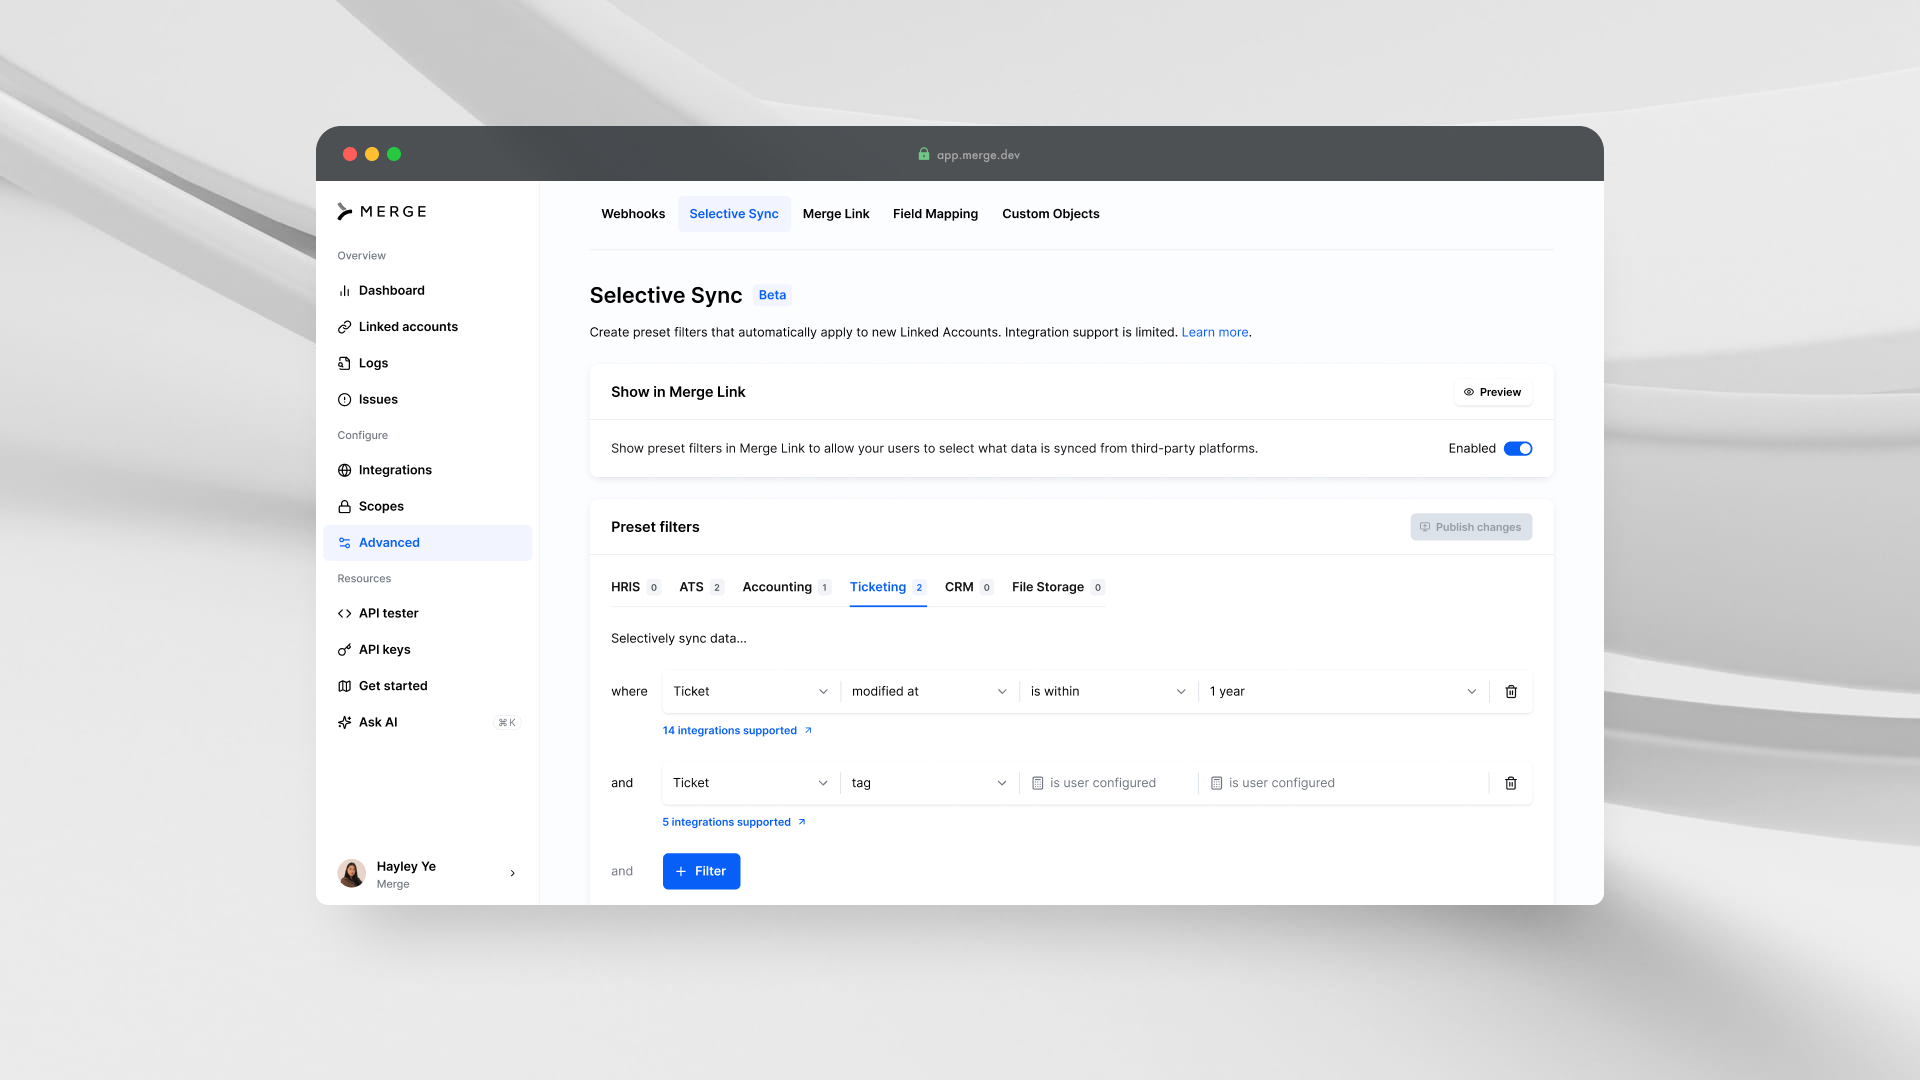 app.merge.dev
MERGE
Overview
Dashboard
Linked accounts
Logs
Issues
Configure
Integrations
Scopes
Advanced
Resources
API tester
API keys
Get started
Ask AI ⌘K
Hayley Ye
Merge
Webhooks Selective Sync Merge Link Field Mapping Custom Objects
Selective Sync Beta
Create preset filters that automatically apply to new Linked Accounts. Integration support is limited. Learn more.
Show in Merge Link Preview
Show preset filters in Merge Link to allow your users to select what data is synced from third-party platforms. Enabled
Preset filters Publish changes
HRIS 0 ATS 2 Accounting 1 Ticketing 2 CRM 0 File Storage 0
Selectively sync data...
where Ticket modified at is within 1 year
14 integrations supported
and Ticket tag is user configured is user configured
5 integrations supported
and + Filter